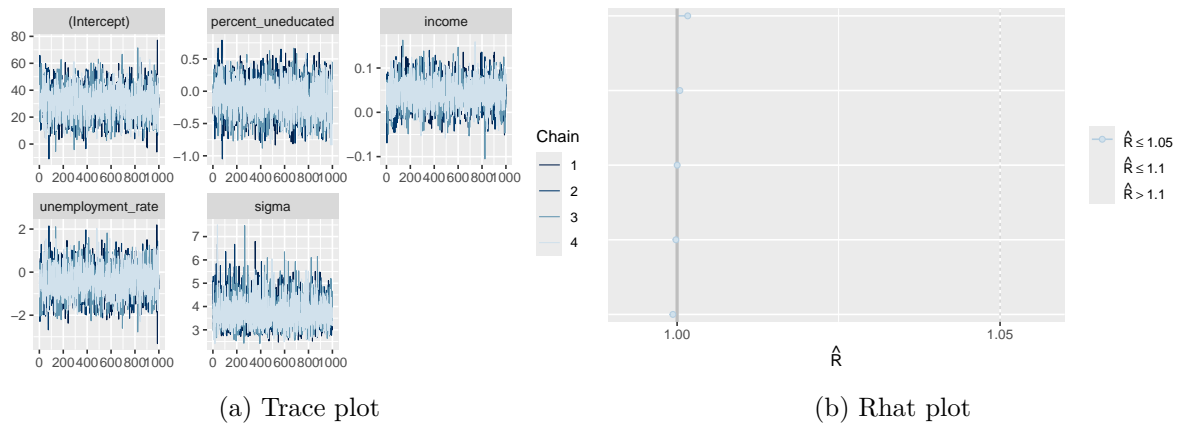 (Intercept)
percent_uneducated
income
80
60
40
20
0
0.5
0.0
−0.5
−1.0
0.1
0.0
−0.1
0 200 400 600 800 1000
0 200 400 600 800 1000
0 200 400 600 800 1000
unemployment_rate
sigma
2
0
−2
7
6
5
4
3
0 200 400 600 800 1000
0 200 400 600 800 1000
Chain
1
2
3
4
(a) Trace plot
1.00
1.05
R̂
R̂ ≤ 1.05
R̂ ≤ 1.1
R̂ > 1.1
(b) Rhat plot